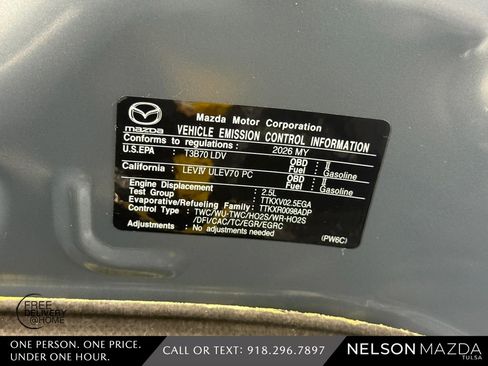 Mazda Motor Corporation
mazda
VEHICLE EMISSION CONTROL INFORMATION
Conforms to regulations : 2026 MY
U.S.EPA : T3B70 LDV OBD : II
Fuel : Gasoline
California : LEVIV ULEV70 PC OBD : II
Fuel : Gasoline
Engine Displacement : 2.5L
Test Group : TTKXV02.5EGA
Evaporative/Refueling Family : TTKXR0098ADP
Control Type : TWC/WU-TWC/HO2S/WR-HO2S
/DFI/CAC/TC/EGR/EGRC
Adjustments : No adjustments needed
(PW6C)
FREE
DELIVERY
@HOME
ONE PERSON. ONE PRICE.
UNDER ONE HOUR.
CALL OR TEXT: 918.296.7897
NELSON MAZDA
TULSA